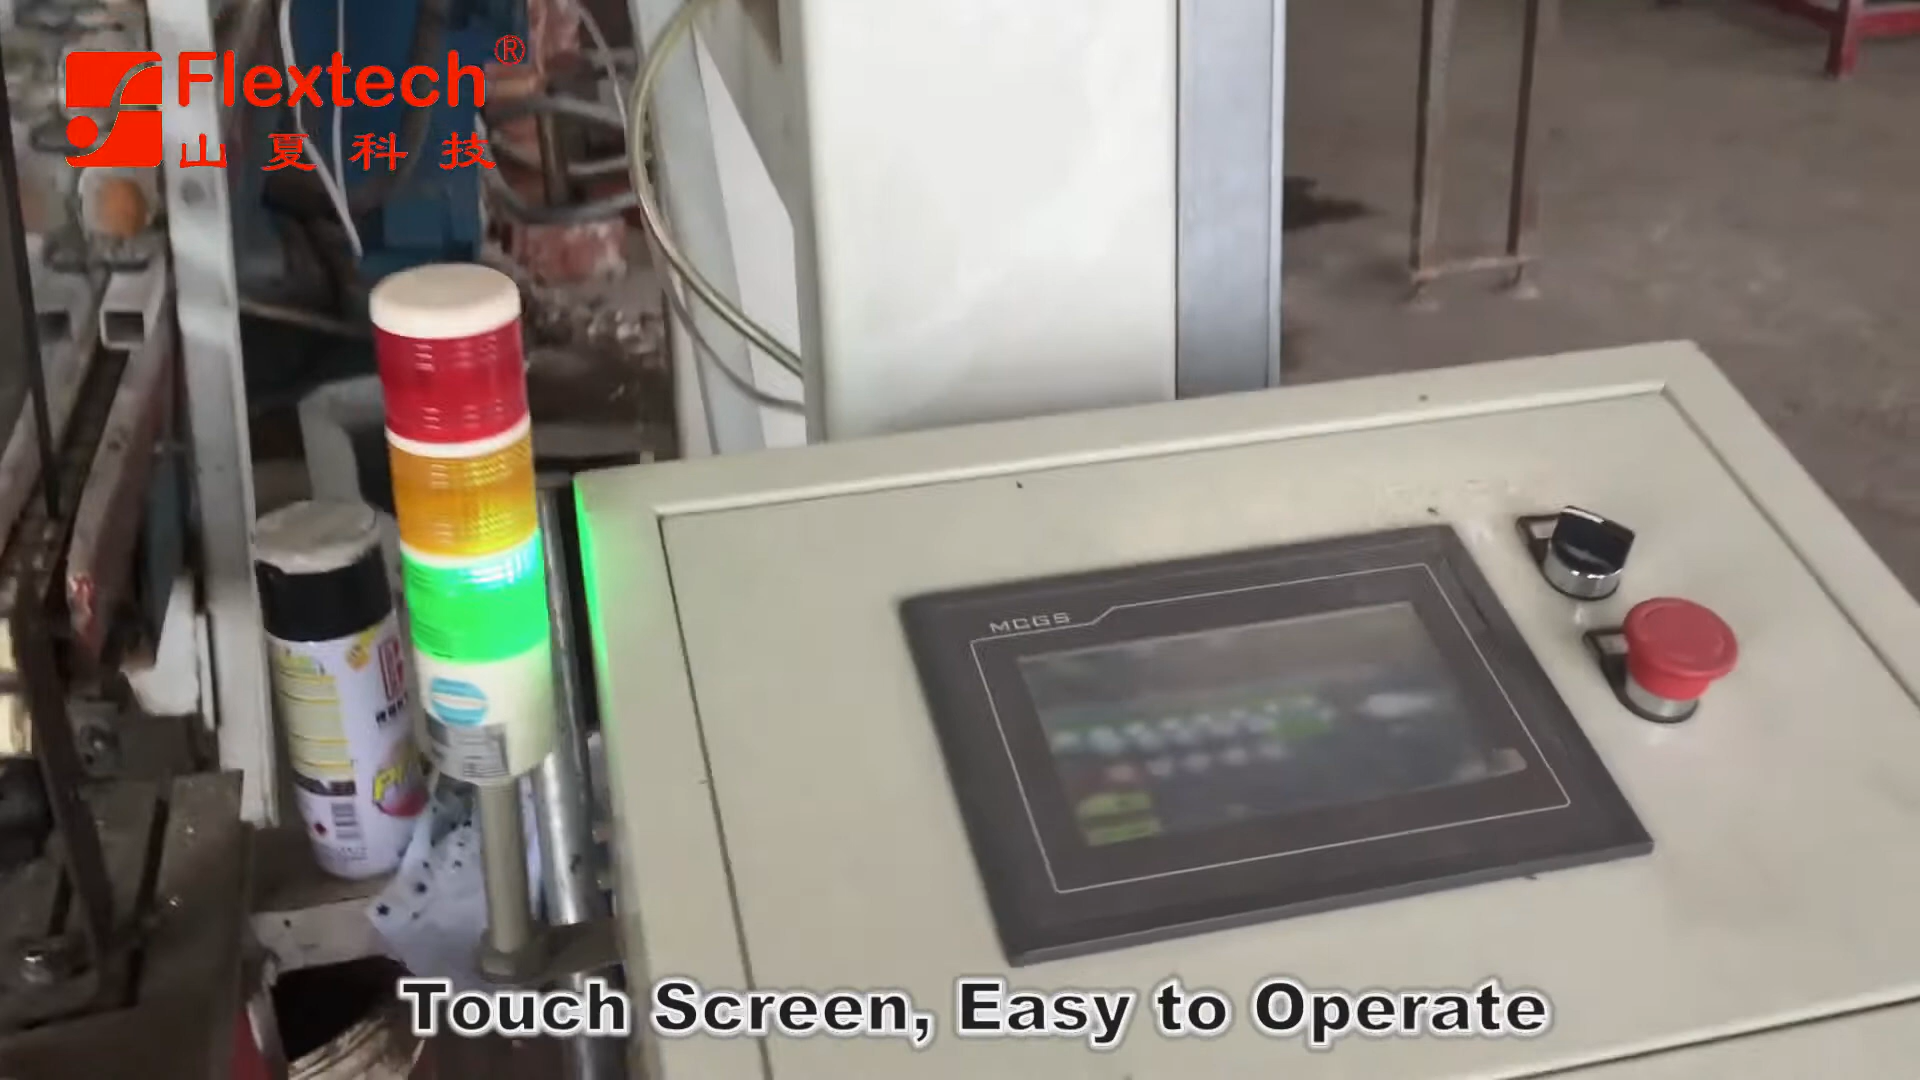 Flextech®
山夏科技
MCGS
Touch Screen, Easy to Operate